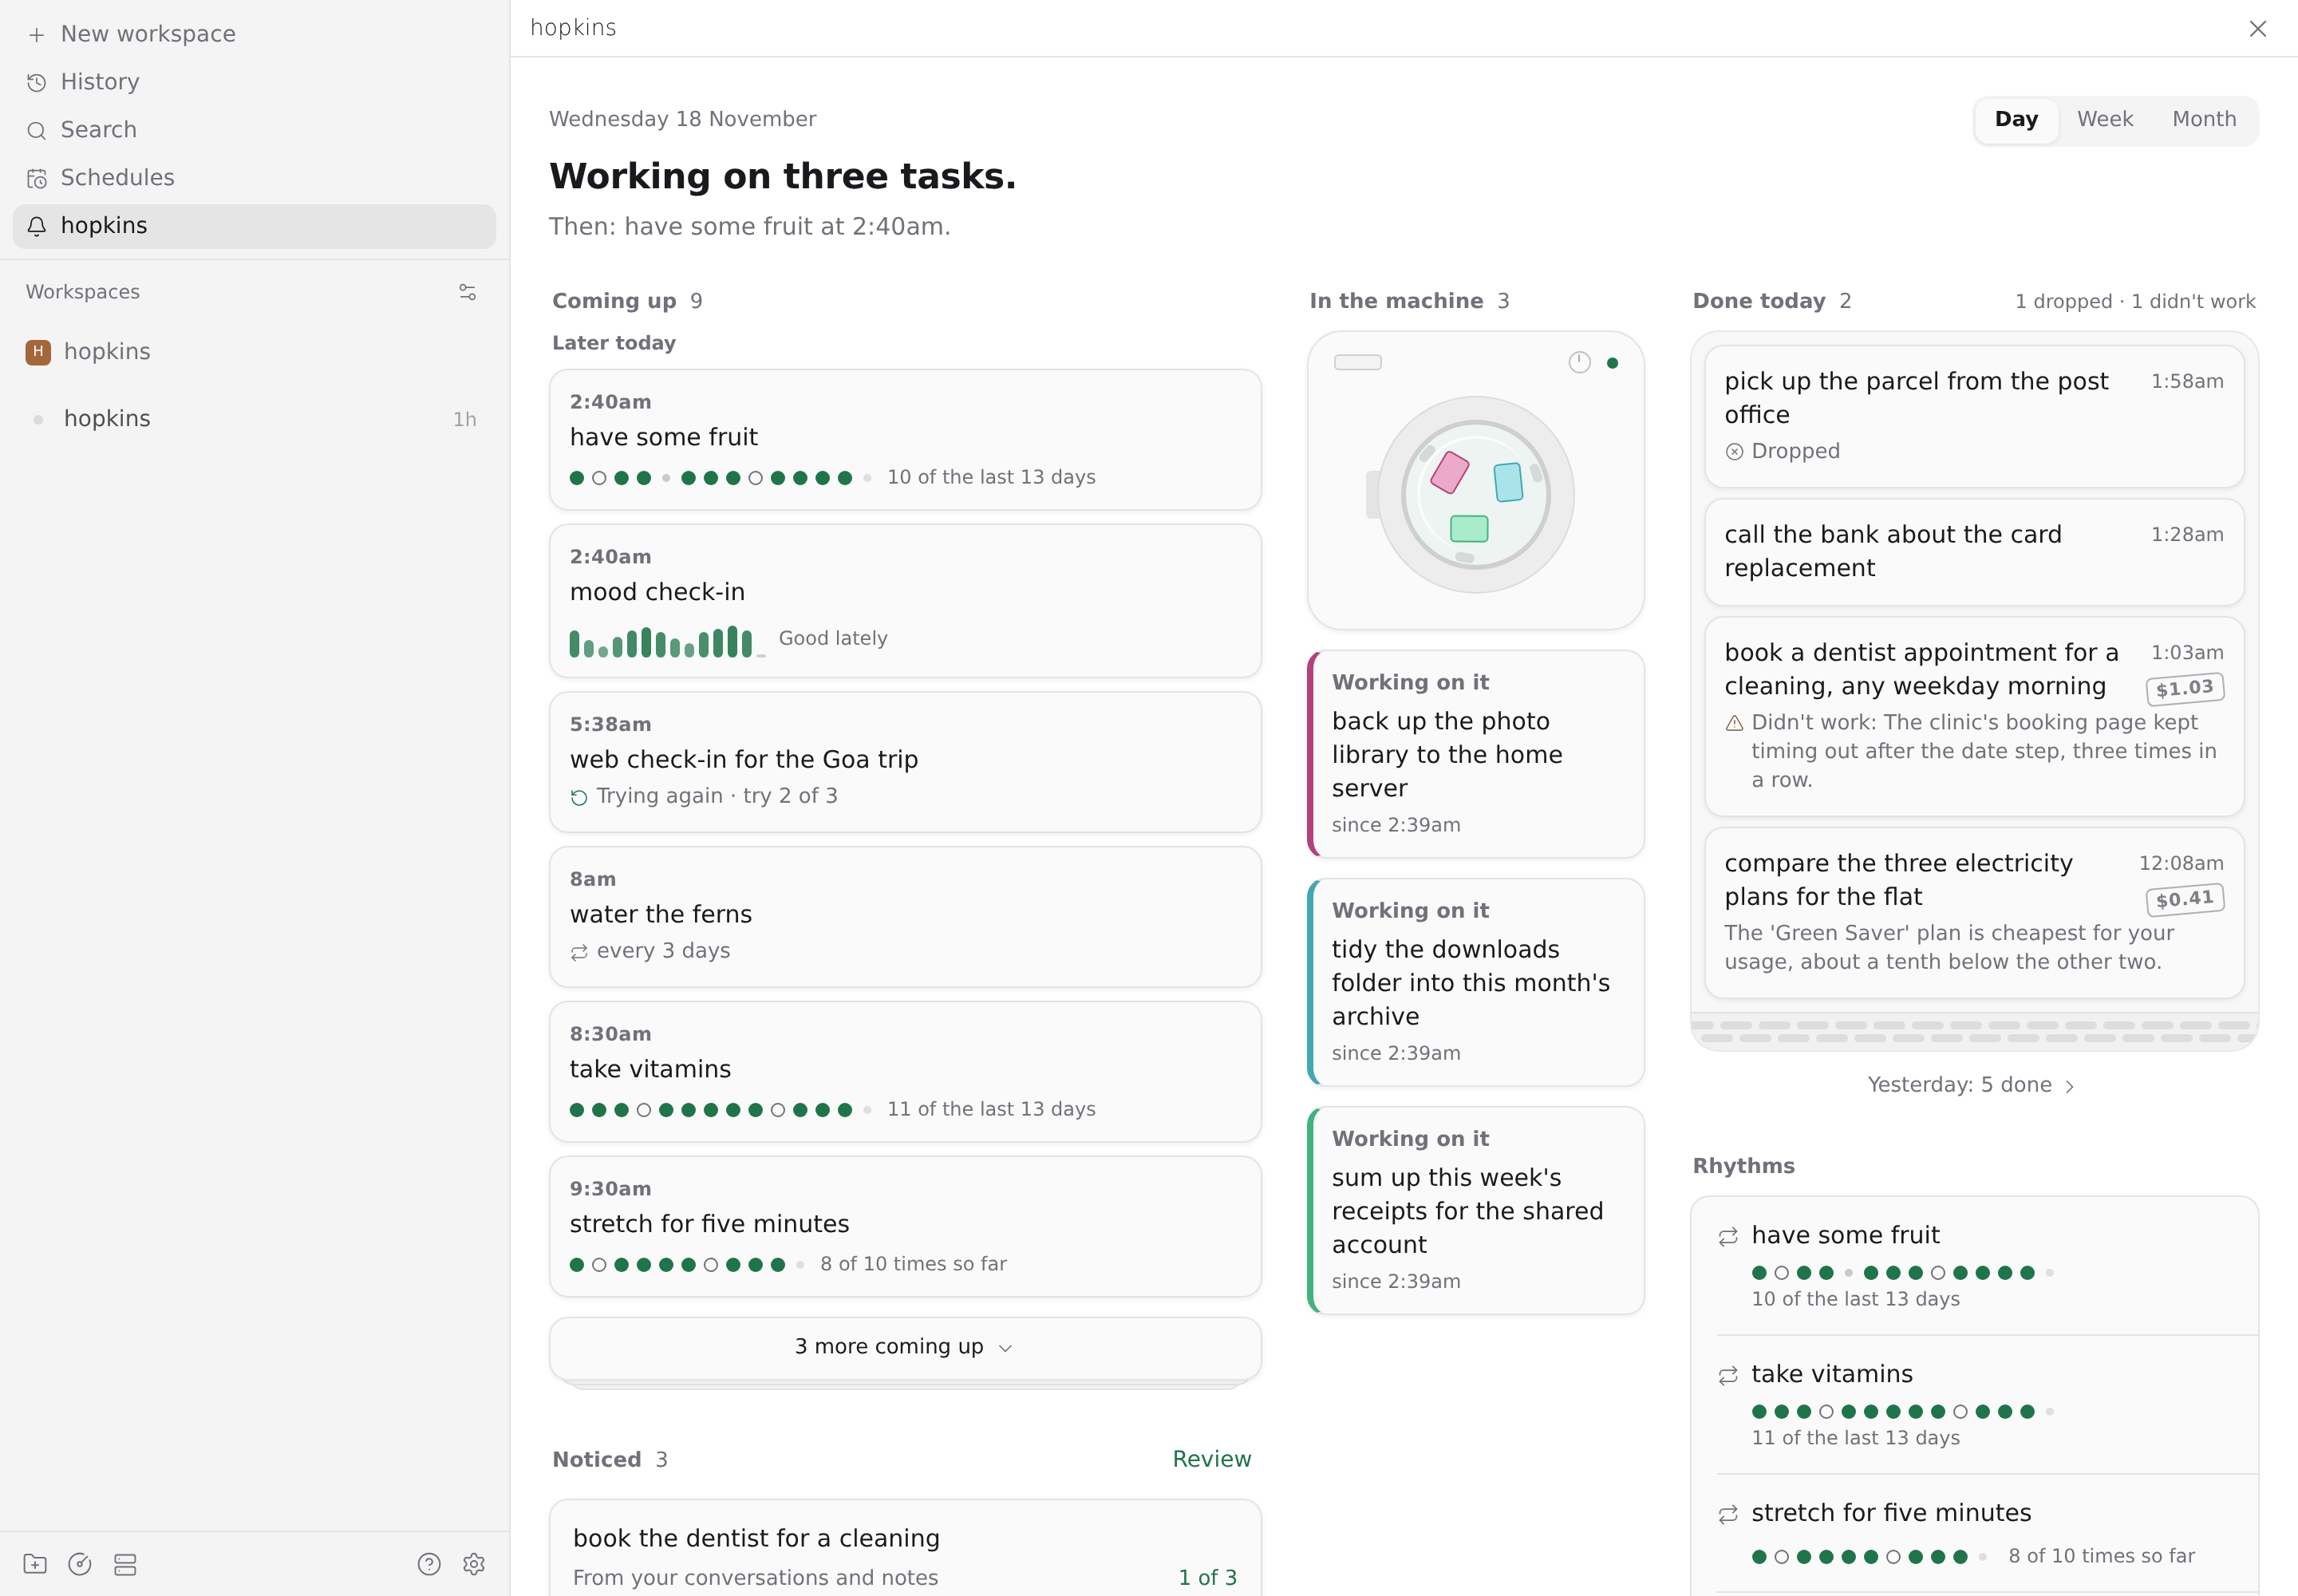 New workspace
History
Search
Schedules
hopkins
Workspaces
H hopkins
hopkins 1h
hopkins
Wednesday 18 November
Day Week Month
Working on three tasks.
Then: have some fruit at 2:40am.
Coming up 9
Later today
2:40am
have some fruit
10 of the last 13 days
2:40am
mood check-in
Good lately
5:38am
web check-in for the Goa trip
Trying again · try 2 of 3
8am
water the ferns
every 3 days
8:30am
take vitamins
11 of the last 13 days
9:30am
stretch for five minutes
8 of 10 times so far
3 more coming up
Noticed 3 Review
book the dentist for a cleaning
From your conversations and notes 1 of 3
In the machine 3
Working on it
back up the photo
library to the home
server
since 2:39am
Working on it
tidy the downloads
folder into this month's
archive
since 2:39am
Working on it
sum up this week's
receipts for the shared
account
since 2:39am
Done today 2 1 dropped · 1 didn't work
pick up the parcel from the post 1:58am
office
Dropped
call the bank about the card 1:28am
replacement
book a dentist appointment for a 1:03am
cleaning, any weekday morning $1.03
Didn't work: The clinic's booking page kept
timing out after the date step, three times in
a row.
compare the three electricity 12:08am
plans for the flat $0.41
The 'Green Saver' plan is cheapest for your
usage, about a tenth below the other two.
Yesterday: 5 done
Rhythms
have some fruit
10 of the last 13 days
take vitamins
11 of the last 13 days
stretch for five minutes
8 of 10 times so far